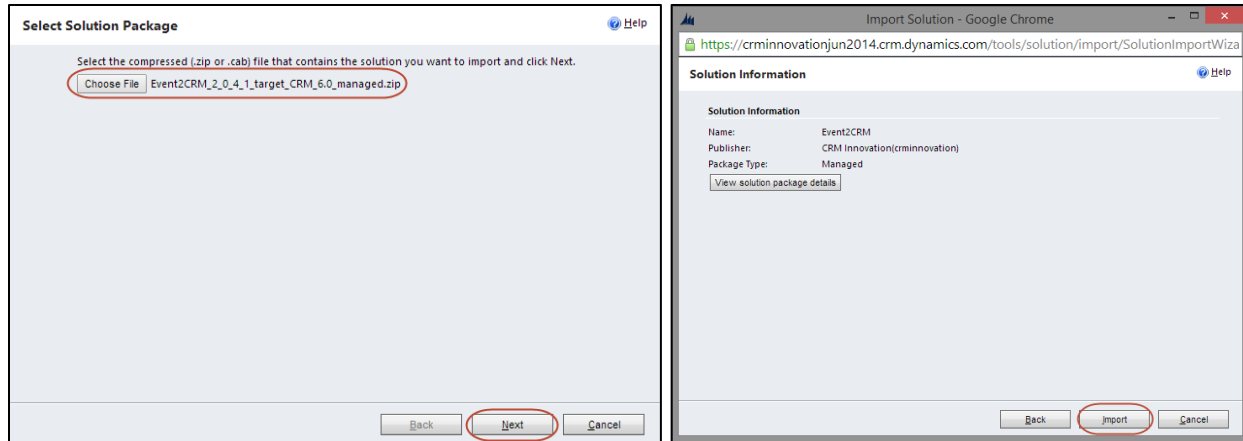 Select Solution Package
Help
Select the compressed (.zip or .cab) file that contains the solution you want to import and click Next.
Choose File Event2CRM_2_0_4_1_target_CRM_6.0_managed.zip
Back Next Cancel
Import Solution - Google Chrome
https://crminnovationjun2014.crm.dynamics.com/tools/solution/import/SolutionImportWiza
Solution Information
Help
Solution Information
Name: Event2CRM
Publisher: CRM Innovation(crminnovation)
Package Type: Managed
View solution package details
Back Import Cancel